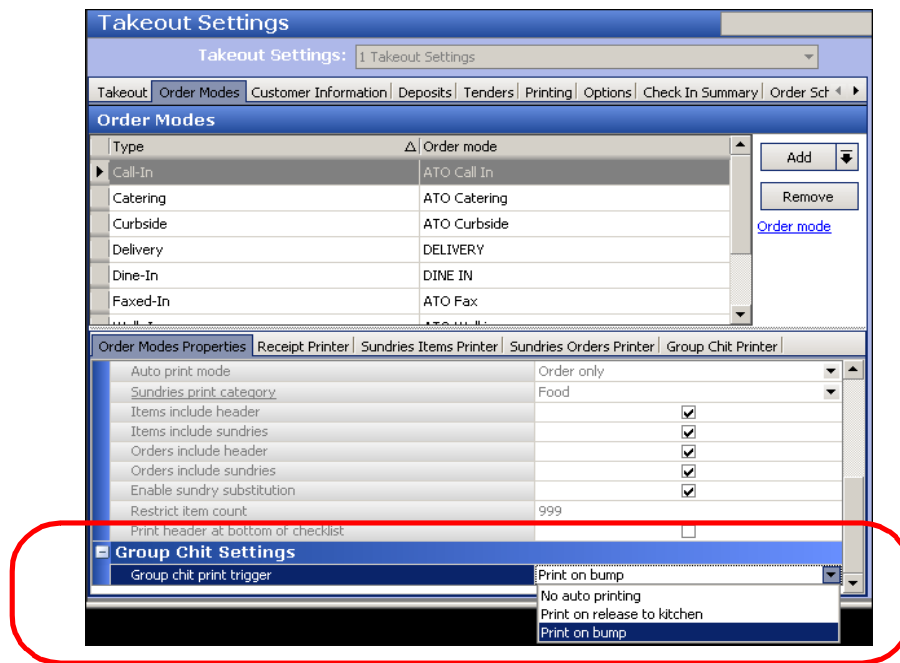 Takeout Settings
Takeout Settings: 1 Takeout Settings
Takeout Order Modes Customer Information Deposits Tenders Printing Options Check In Summary Order Sch
Order Modes
Type Order mode
Call-In ATO Call In
Add
Catering ATO Catering
Remove
Curbside ATO Curbside
Order mode
Delivery DELIVERY
Dine-In DINE IN
Faxed-In ATO Fax
Order Modes Properties Receipt Printer Sundries Items Printer Sundries Orders Printer Group Chit Printer
Auto print mode Order only
Sundries print category Food
Items include header
Items include sundries
Orders include header
Orders include sundries
Enable sundry substitution
Restrict item count 999
Print header at bottom of checklist
Group Chit Settings
Group chit print trigger Print on bump
No auto printing
Print on release to kitchen
Print on bump